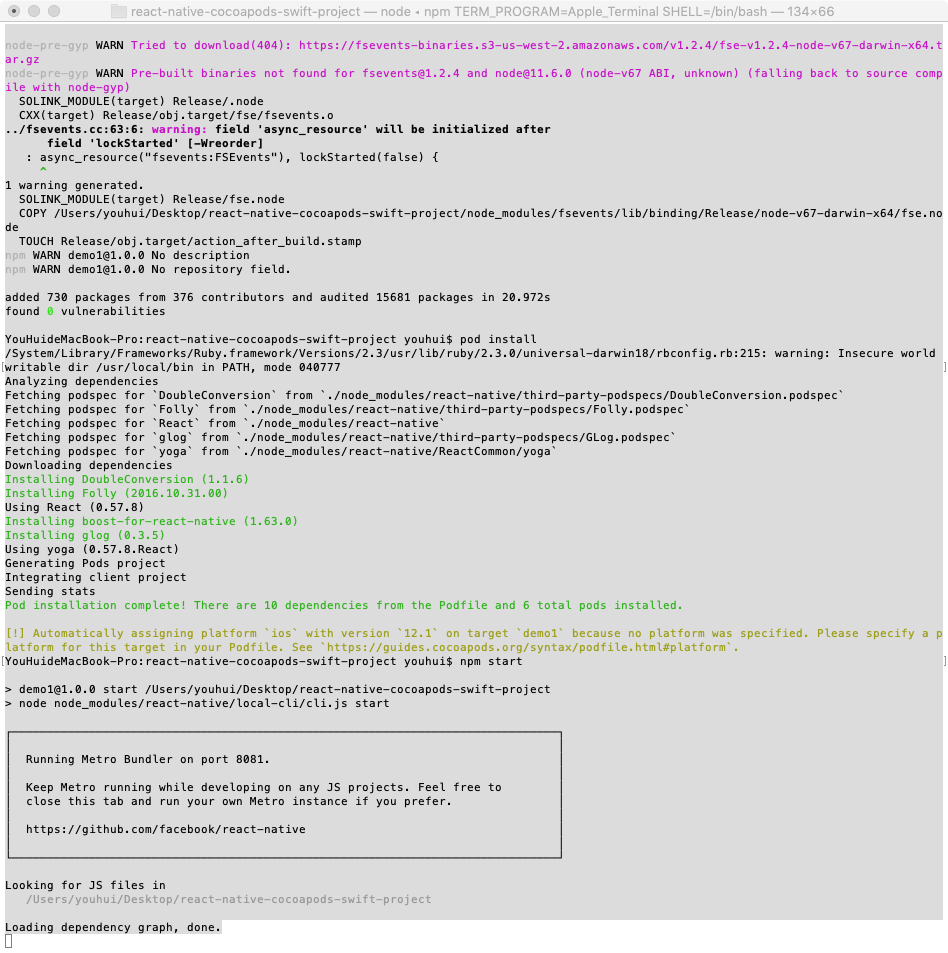 react-native-cocoapods-swift-project — node ◂ npm TERM_PROGRAM=Apple_Terminal SHELL=/bin/bash — 134×66
node-pre-gyp WARN Tried to download(404): https://fsevents-binaries.s3-us-west-2.amazonaws.com/v1.2.4/fse-v1.2.4-node-v67-darwin-x64.t
ar.gz
node-pre-gyp WARN Pre-built binaries not found for fsevents@1.2.4 and node@11.6.0 (node-v67 ABI, unknown) (falling back to source comp
ile with node-gyp)
  SOLINK_MODULE(target) Release/.node
  CXX(target) Release/obj.target/fse/fsevents.o
../fsevents.cc:63:6: warning: field 'async_resource' will be initialized after
      field 'lockStarted' [-Wreorder]
   : async_resource("fsevents:FSEvents"), lockStarted(false) {
     ^
1 warning generated.
  SOLINK_MODULE(target) Release/fse.node
  COPY /Users/youhui/Desktop/react-native-cocoapods-swift-project/node_modules/fsevents/lib/binding/Release/node-v67-darwin-x64/fse.no
de
  TOUCH Release/obj.target/action_after_build.stamp
npm WARN demo1@1.0.0 No description
npm WARN demo1@1.0.0 No repository field.
added 730 packages from 376 contributors and audited 15681 packages in 20.972s
found 0 vulnerabilities
YouHuideMacBook-Pro:react-native-cocoapods-swift-project youhui$ pod install
/System/Library/Frameworks/Ruby.framework/Versions/2.3/usr/lib/ruby/2.3.0/universal-darwin18/rbconfig.rb:215: warning: Insecure world
writable dir /usr/local/bin in PATH, mode 040777
Analyzing dependencies
Fetching podspec for `DoubleConversion` from `./node_modules/react-native/third-party-podspecs/DoubleConversion.podspec`
Fetching podspec for `Folly` from `./node_modules/react-native/third-party-podspecs/Folly.podspec`
Fetching podspec for `React` from `./node_modules/react-native`
Fetching podspec for `glog` from `./node_modules/react-native/third-party-podspecs/GLog.podspec`
Fetching podspec for `yoga` from `./node_modules/react-native/ReactCommon/yoga`
Downloading dependencies
Installing DoubleConversion (1.1.6)
Installing Folly (2016.10.31.00)
Using React (0.57.8)
Installing boost-for-react-native (1.63.0)
Installing glog (0.3.5)
Using yoga (0.57.8.React)
Generating Pods project
Integrating client project
Sending stats
Pod installation complete! There are 10 dependencies from the Podfile and 6 total pods installed.
[!] Automatically assigning platform `ios` with version `12.1` on target `demo1` because no platform was specified. Please specify a p
latform for this target in your Podfile. See `https://guides.cocoapods.org/syntax/podfile.html#platform`.
YouHuideMacBook-Pro:react-native-cocoapods-swift-project youhui$ npm start
> demo1@1.0.0 start /Users/youhui/Desktop/react-native-cocoapods-swift-project
> node node_modules/react-native/local-cli/cli.js start
Running Metro Bundler on port 8081.
Keep Metro running while developing on any JS projects. Feel free to
close this tab and run your own Metro instance if you prefer.
https://github.com/facebook/react-native
Looking for JS files in
   /Users/youhui/Desktop/react-native-cocoapods-swift-project
Loading dependency graph, done.